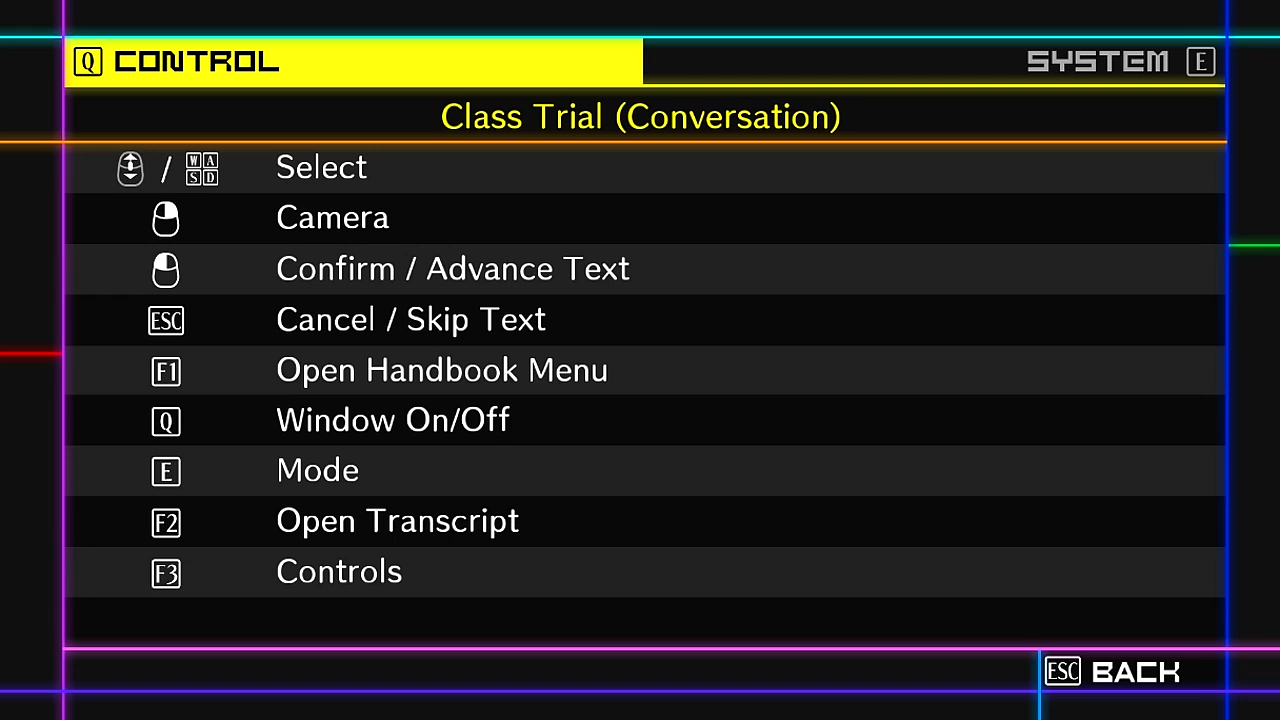 Q CONTROL SYSTEM E
Class Trial (Conversation)
/ W A S D Select
Camera
Confirm / Advance Text
ESC Cancel / Skip Text
F1 Open Handbook Menu
Q Window On/Off
E Mode
F2 Open Transcript
F3 Controls
ESC BACK